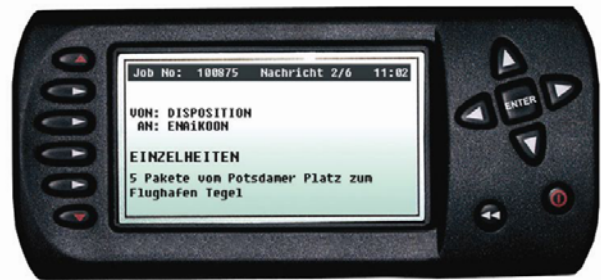 Job No: 100875 Nachricht 2/6 11:02
VON: DISPOSITION
AN: ENAiKOON
EINZELHEITEN
5 Pakete vom Potsdamer Platz zum
Flughafen Tegel
ENTER